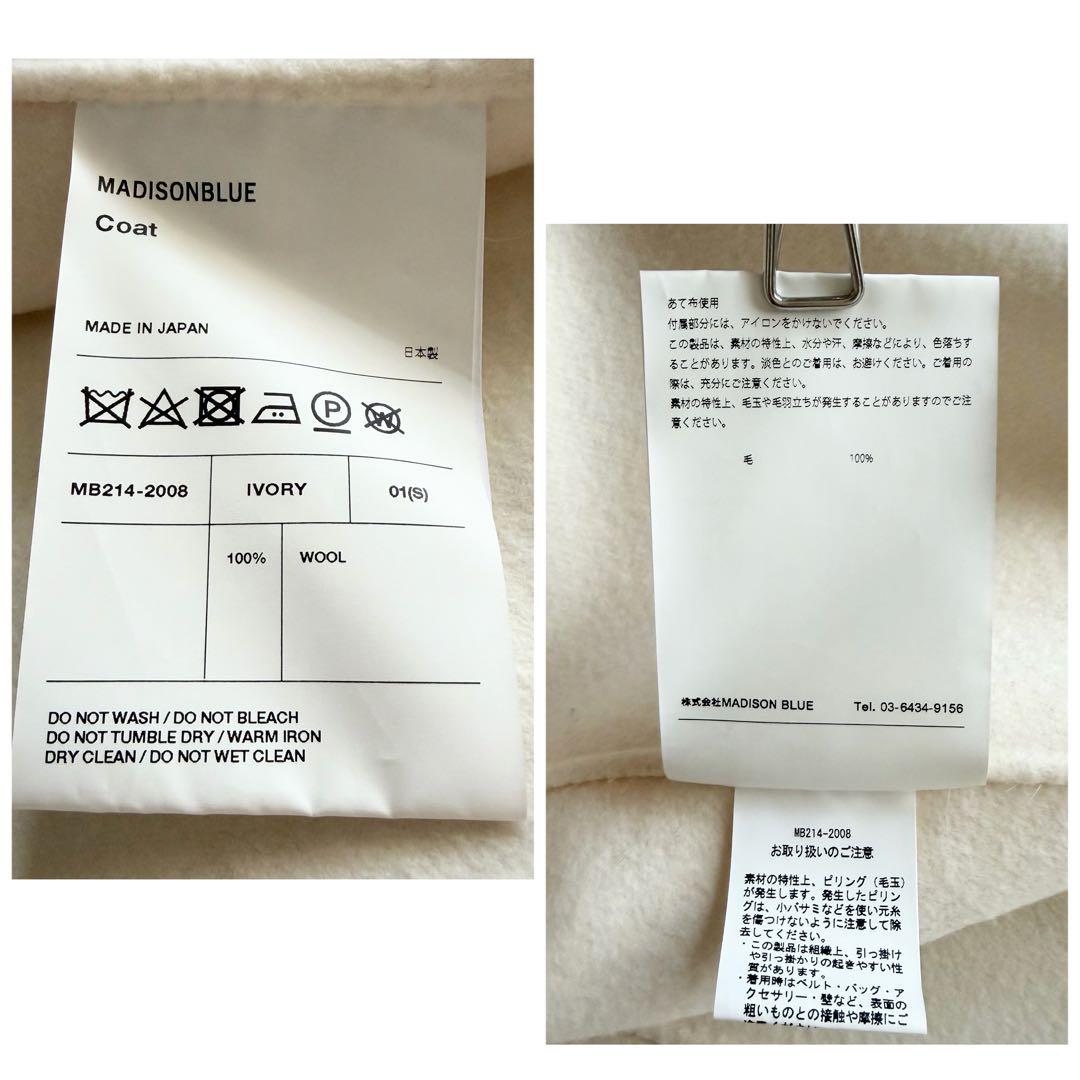 MADISONBLUE
Coat
MADE IN JAPAN
日本製
P
W
MB214-2008 IVORY 01(S)
100% WOOL
DO NOT WASH / DO NOT BLEACH
DO NOT TUMBLE DRY / WARM IRON
DRY CLEAN / DO NOT WET CLEAN
あて布使用
付属部分には、アイロンをかけないでください。
この製品は、素材の特性上、水分や汗、摩擦などにより、色落ちす
ることがあります。淡色とのご着用は、お避けください。ご着用の
際は、充分にご注意ください。
素材の特性上、毛玉や毛羽立ちが発生することがありますのでご注
意ください。
毛 100%
株式会社MADISON BLUE Tel. 03-6434-9156
MB214-2008
お取り扱いのご注意
素材の特性上、ピリング（毛玉）
が発生します。発生したピリン
グは、小バサミなどを使い元糸
を傷つけないように注意して除
去してください。
・この製品は組織上、引っ掛け
や引っ掛かりの起きやすい性
質があります。
・着用時はベルト・バッグ・ア
クセサリー・壁など、表面の
粗いものとの接触や摩擦にご